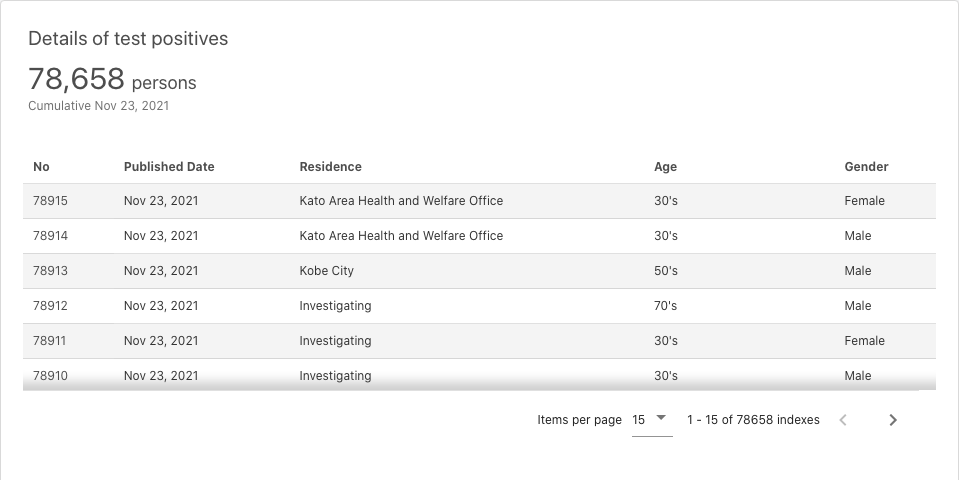 Details of test positives
78,658 persons
Cumulative Nov 23, 2021
No Published Date Residence Age Gender
78915 Nov 23, 2021 Kato Area Health and Welfare Office 30's Female
78914 Nov 23, 2021 Kato Area Health and Welfare Office 30's Male
78913 Nov 23, 2021 Kobe City 50's Male
78912 Nov 23, 2021 Investigating 70's Male
78911 Nov 23, 2021 Investigating 30's Female
78910 Nov 23, 2021 Investigating 30's Male
Items per page 15 1 - 15 of 78658 indexes